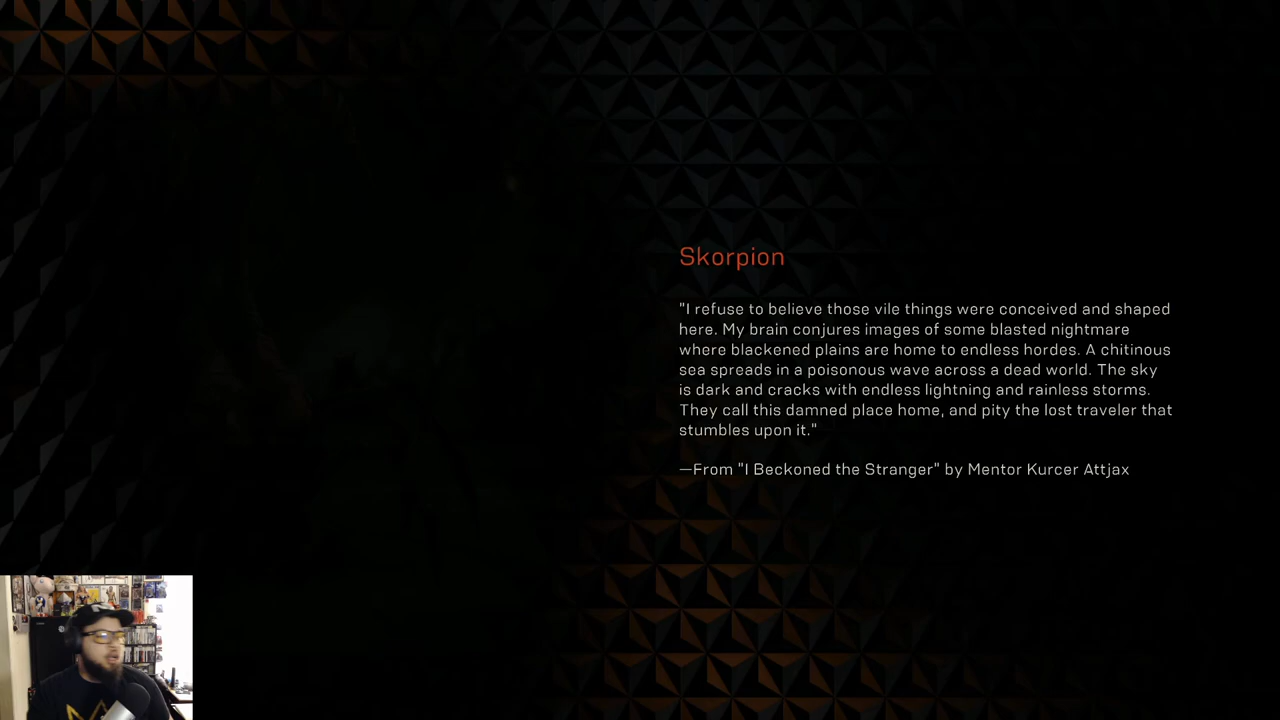 Skorpion
"I refuse to believe those vile things were conceived and shaped
here. My brain conjures images of some blasted nightmare
where blackened plains are home to endless hordes. A chitinous
sea spreads in a poisonous wave across a dead world. The sky
is dark and cracks with endless lightning and rainless storms.
They call this damned place home, and pity the lost traveler that
stumbles upon it."
—From "I Beckoned the Stranger" by Mentor Kurcer Attjax